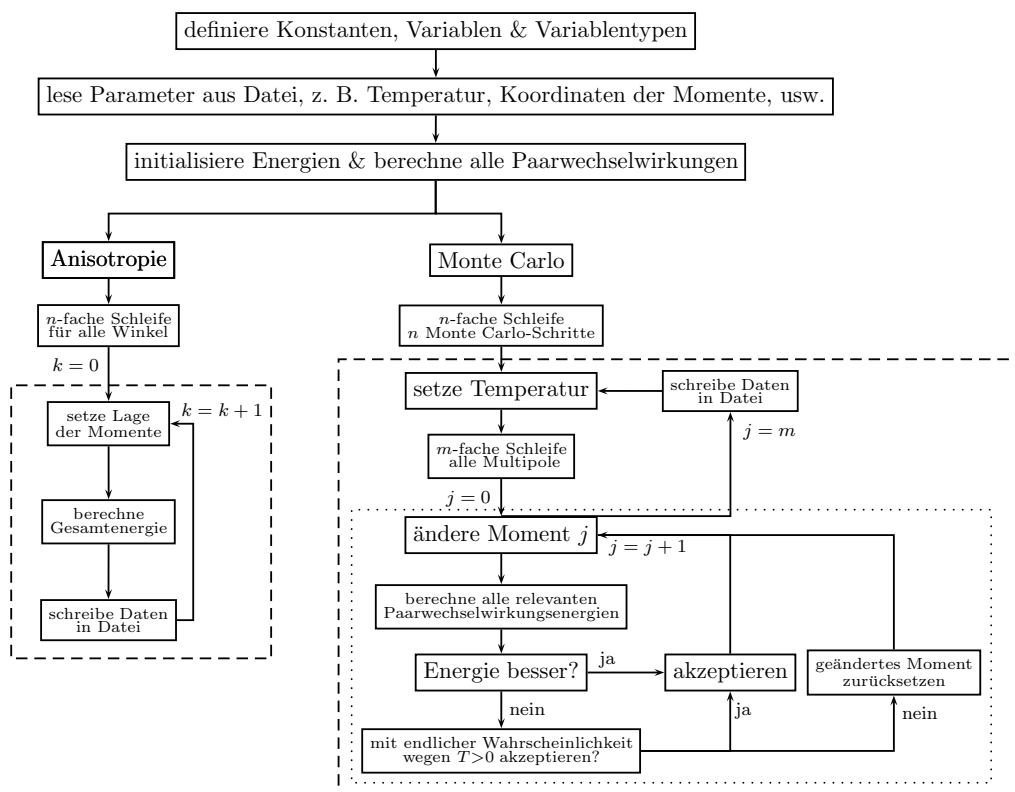 definiere Konstanten, Variablen & Variablentypen
lese Parameter aus Datei, z. B. Temperatur, Koordinaten der Momente, usw.
initialisiere Energien & berechne alle Paarwechselwirkungen
Anisotropie
n-fache Schleife
für alle Winkel
k = 0
setze Lage
der Momente
k = k + 1
berechne
Gesamtenergie
schreibe Daten
in Datei
Monte Carlo
n-fache Schleife
n Monte Carlo-Schritte
setze Temperatur
schreibe Daten
in Datei
j = m
m-fache Schleife
alle Multipole
j = 0
ändere Moment j
j = j + 1
berechne alle relevanten
Paarwechselwirkungsenergien
Energie besser?
ja
akzeptieren
geändertes Moment
zurücksetzen
nein
ja
nein
mit endlicher Wahrscheinlichkeit
wegen T>0 akzeptieren?